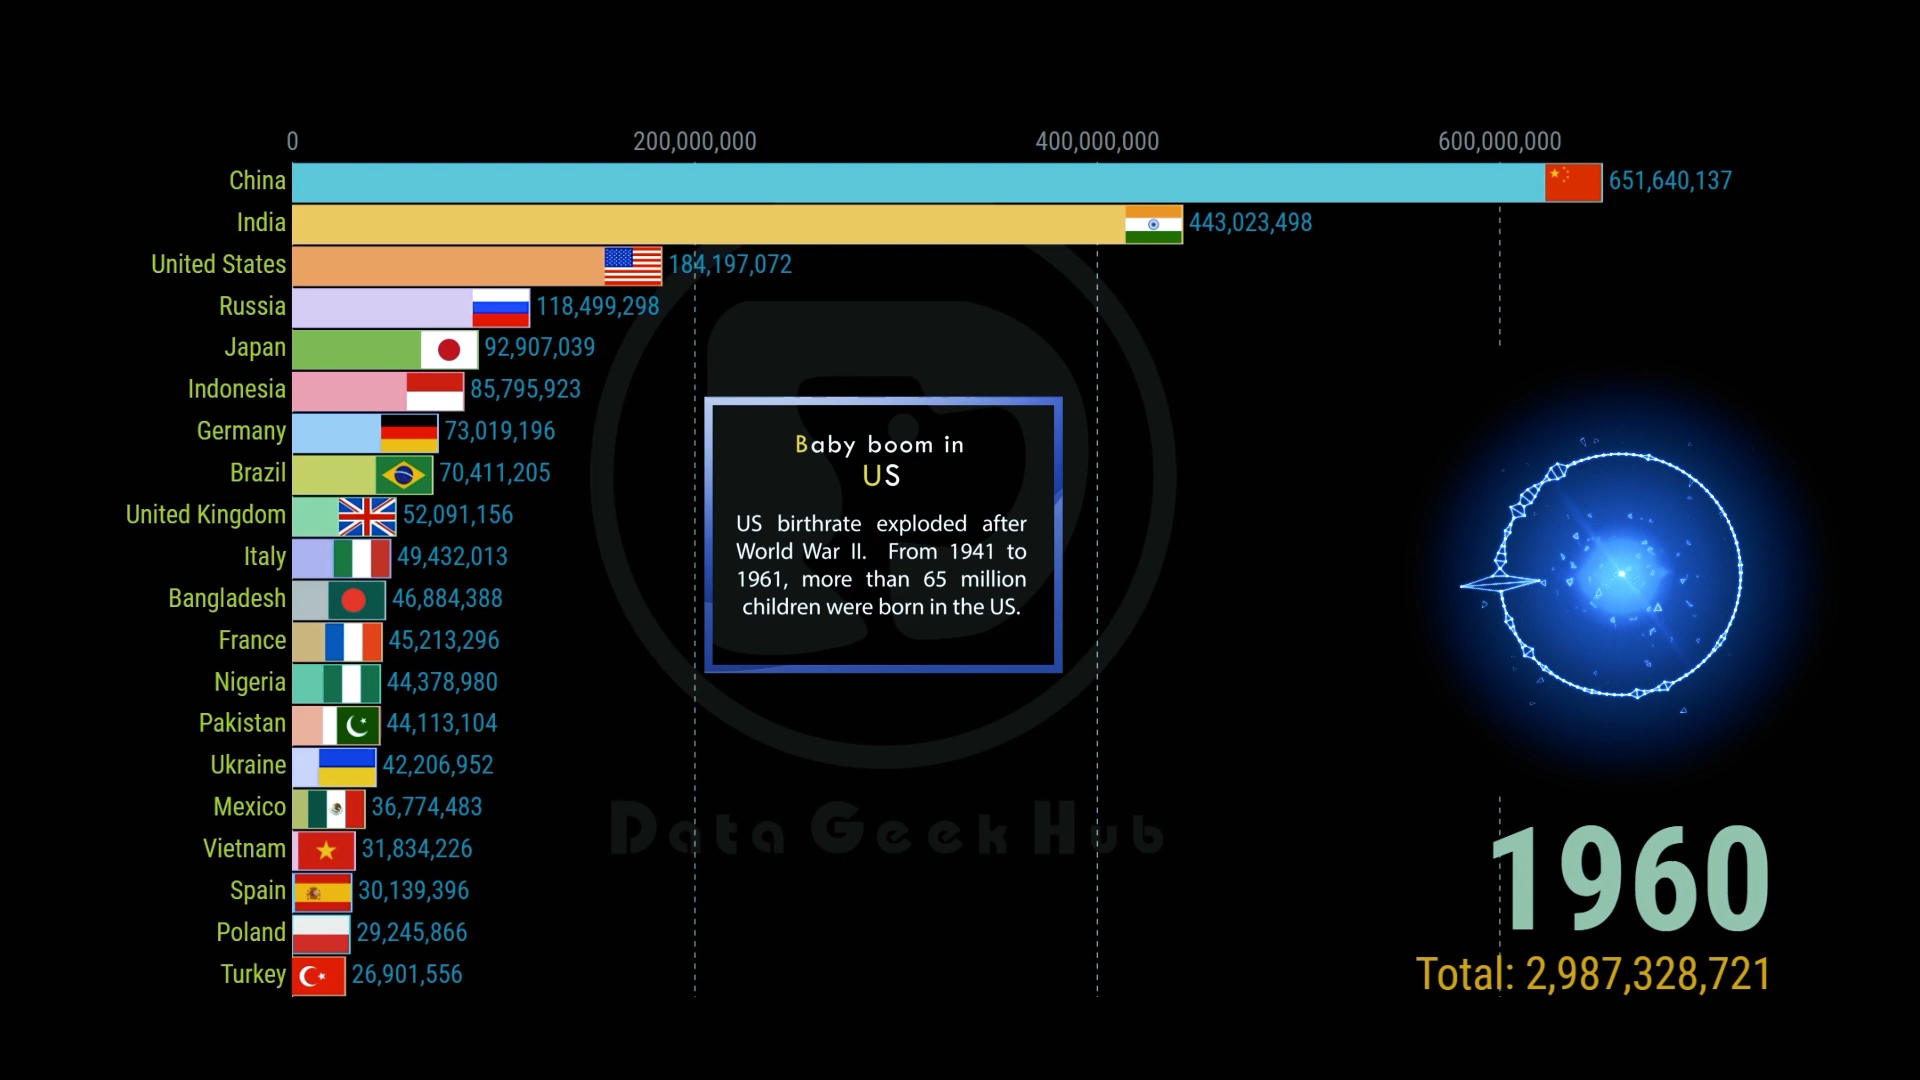 0 200,000,000 400,000,000 600,000,000
China 651,640,137
India 443,023,498
United States 184,197,072
Russia 118,499,298
Japan 92,907,039
Indonesia 85,795,923
Germany 73,019,196
Brazil 70,411,205
United Kingdom 52,091,156
Italy 49,432,013
Bangladesh 46,884,388
France 45,213,296
Nigeria 44,378,980
Pakistan 44,113,104
Ukraine 42,206,952
Mexico 36,774,483
Vietnam 31,834,226
Spain 30,139,396
Poland 29,245,866
Turkey 26,901,556
Baby boom in
US
US birthrate exploded after
World War II. From 1941 to
1961, more than 65 million
children were born in the US.
Data Geek Hub
1960
Total: 2,987,328,721